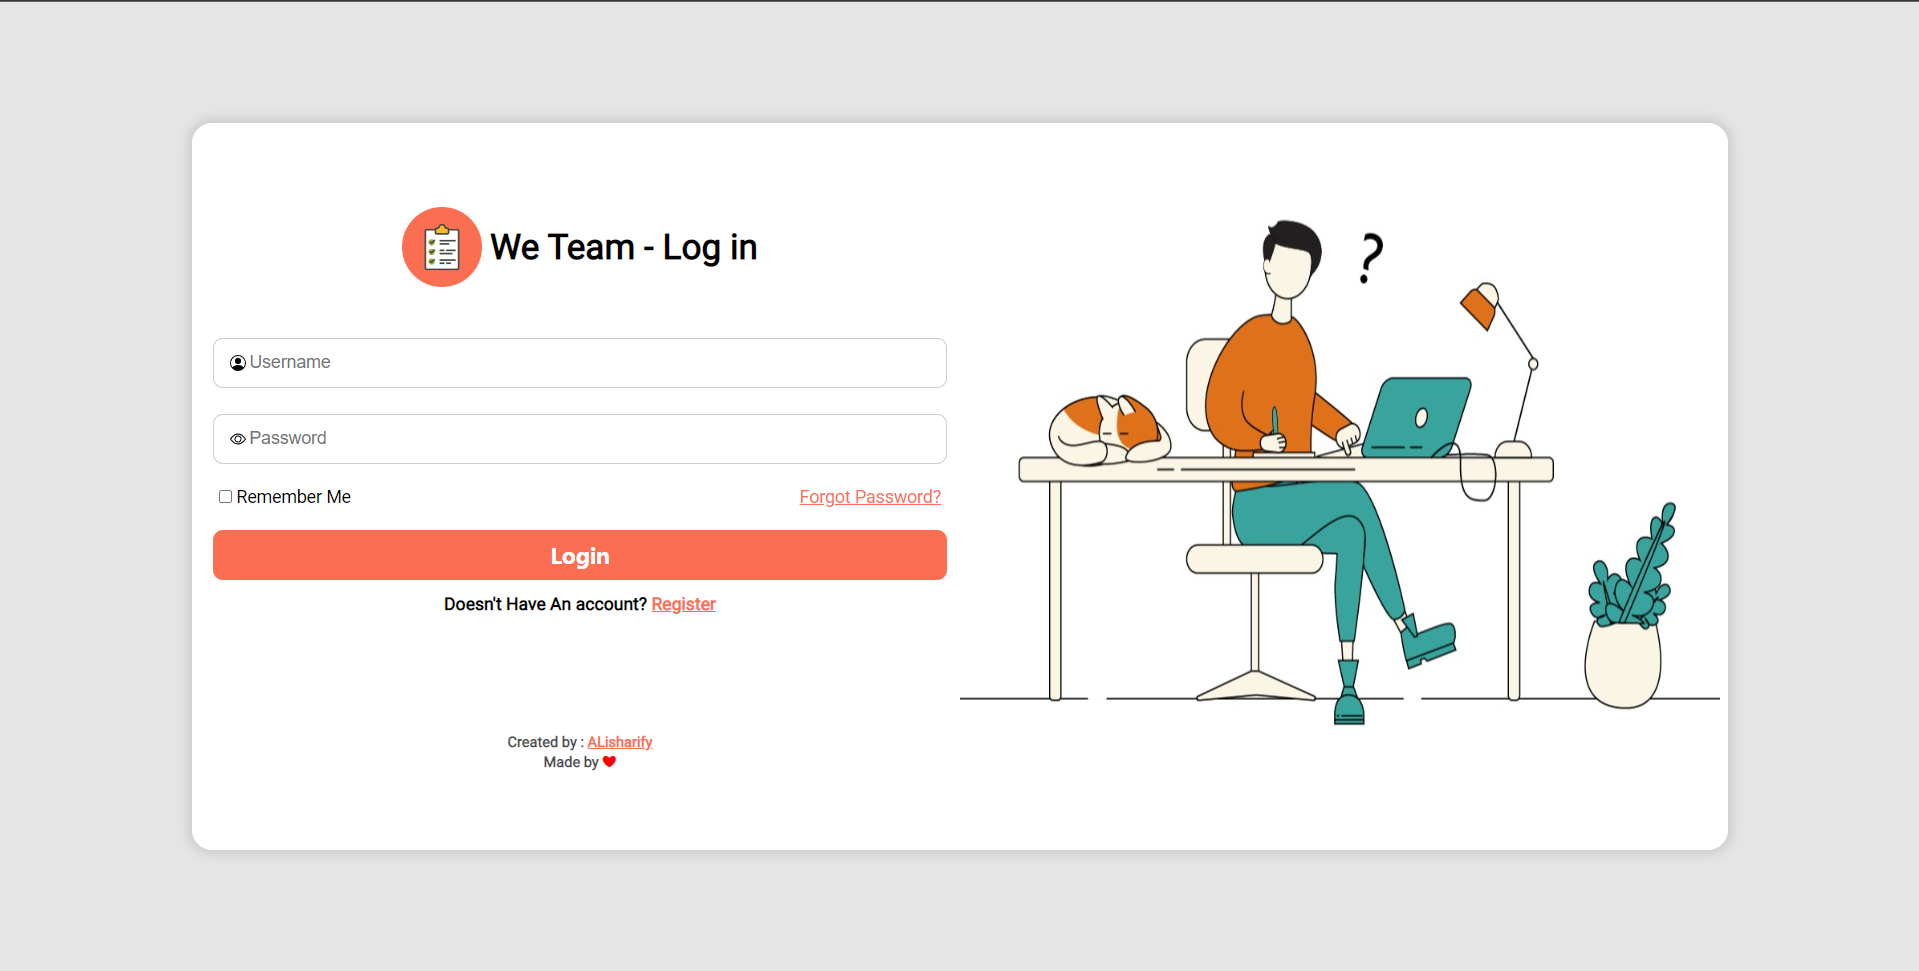 We Team - Log in
Username
Password
Remember Me
Forgot Password?
Login
Doesn't Have An account? Register
?
Created by : ALisharify
Made by ❤